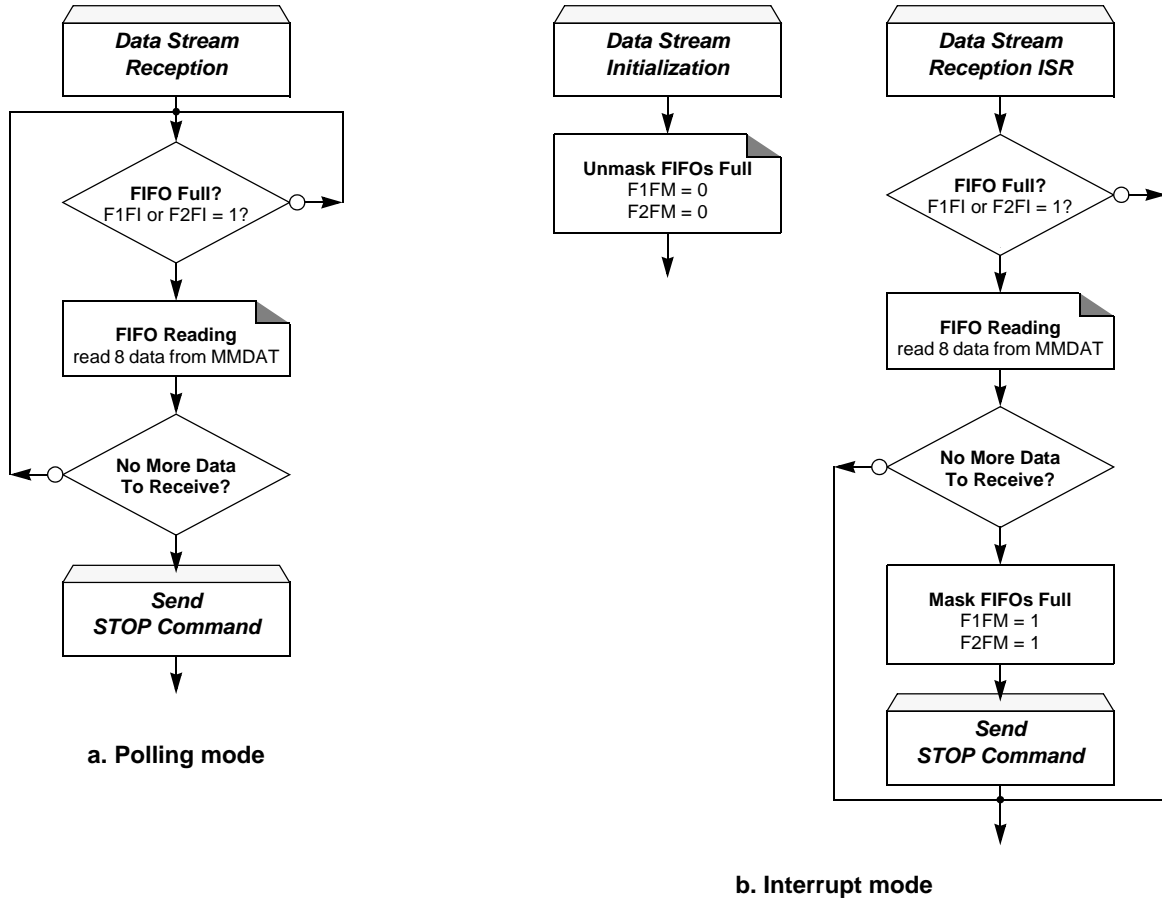 Data Stream
Reception
FIFO Full?
F1FI or F2FI = 1?
FIFO Reading
read 8 data from MMDAT
No More Data
To Receive?
Send
STOP Command
a. Polling mode
Data Stream
Initialization
Unmask FIFOs Full
F1FM = 0
F2FM = 0
Data Stream
Reception ISR
FIFO Full?
F1FI or F2FI = 1?
FIFO Reading
read 8 data from MMDAT
No More Data
To Receive?
Mask FIFOs Full
F1FM = 1
F2FM = 1
Send
STOP Command
b. Interrupt mode